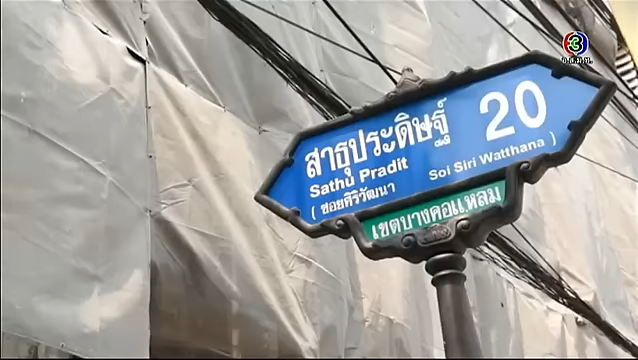 3
สาธุประดิษฐ์ 20
Sathu Pradit
( ซอยศิริวัฒนา Soi Siri Watthana )
เขตบางคอแหลม